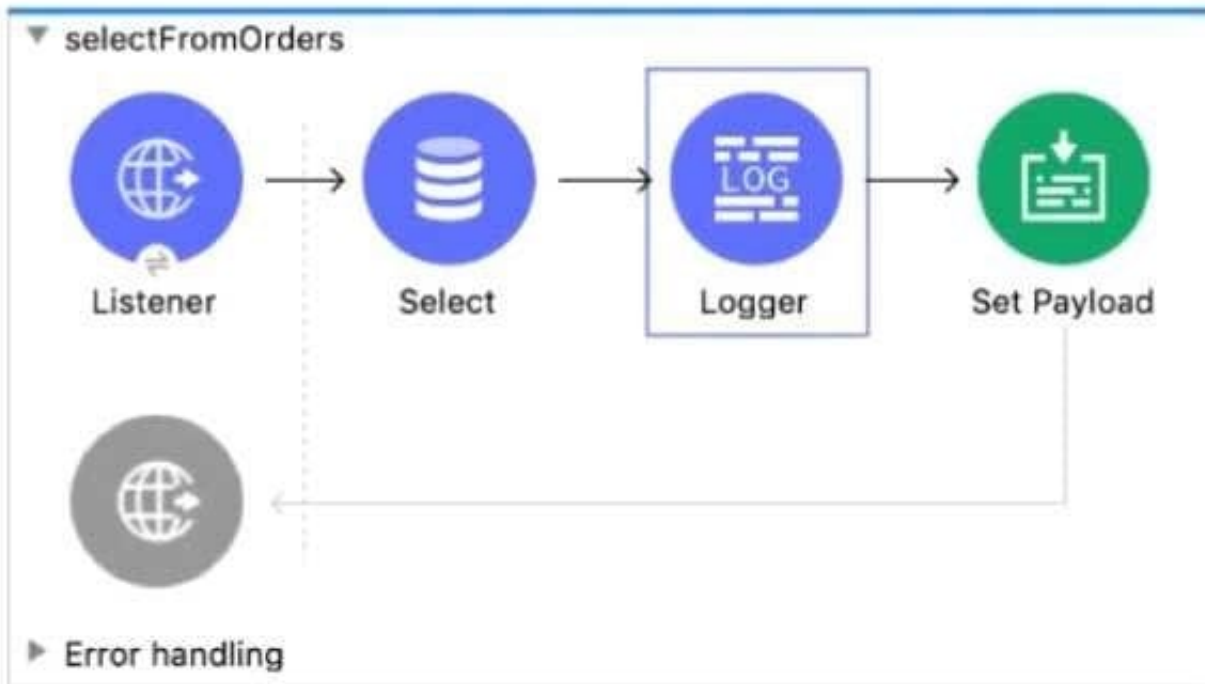 selectFromOrders
LOG
Listener
Select
Logger
Set Payload
Error handling